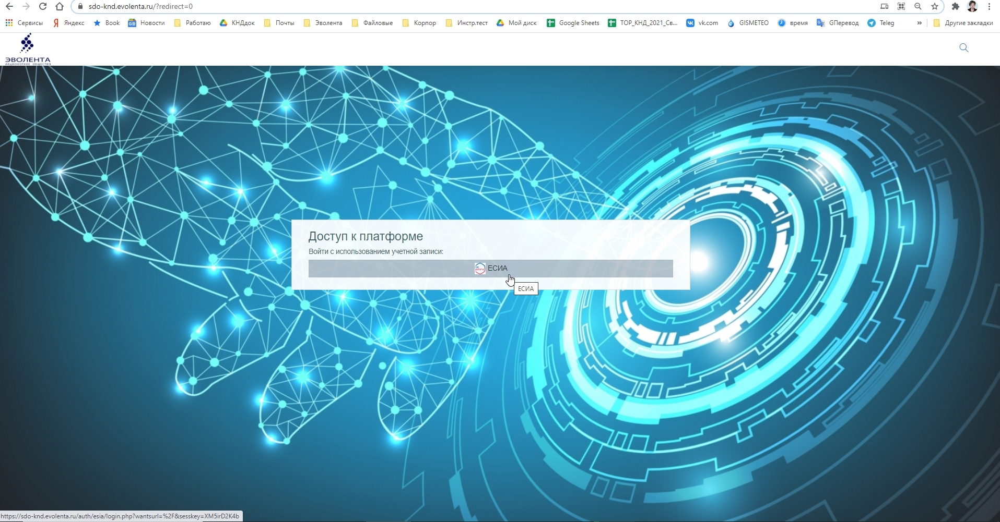 sdo-knd.evolenta.ru/?redirect=0
Сервисы Яндекс Book Новости Работаю КНДдок Почты Эволента Файловые Корпор Инстр.тест Мой диск Google Sheets TOP_КНД_2021_Св... vk.com GISMETEO время GПеревод Teleg » Другие закладки
ЭВОЛЕНТА
АКЦИОНЕРНОЕ ОБЩЕСТВО
Доступ к платформе
Войти с использованием учетной записи:
ЕСИА
ЕСИА
https://sdo-knd.evolenta.ru/auth/esia/login.php?wantsurl=%2F&sesskey=XM5irD2K4b